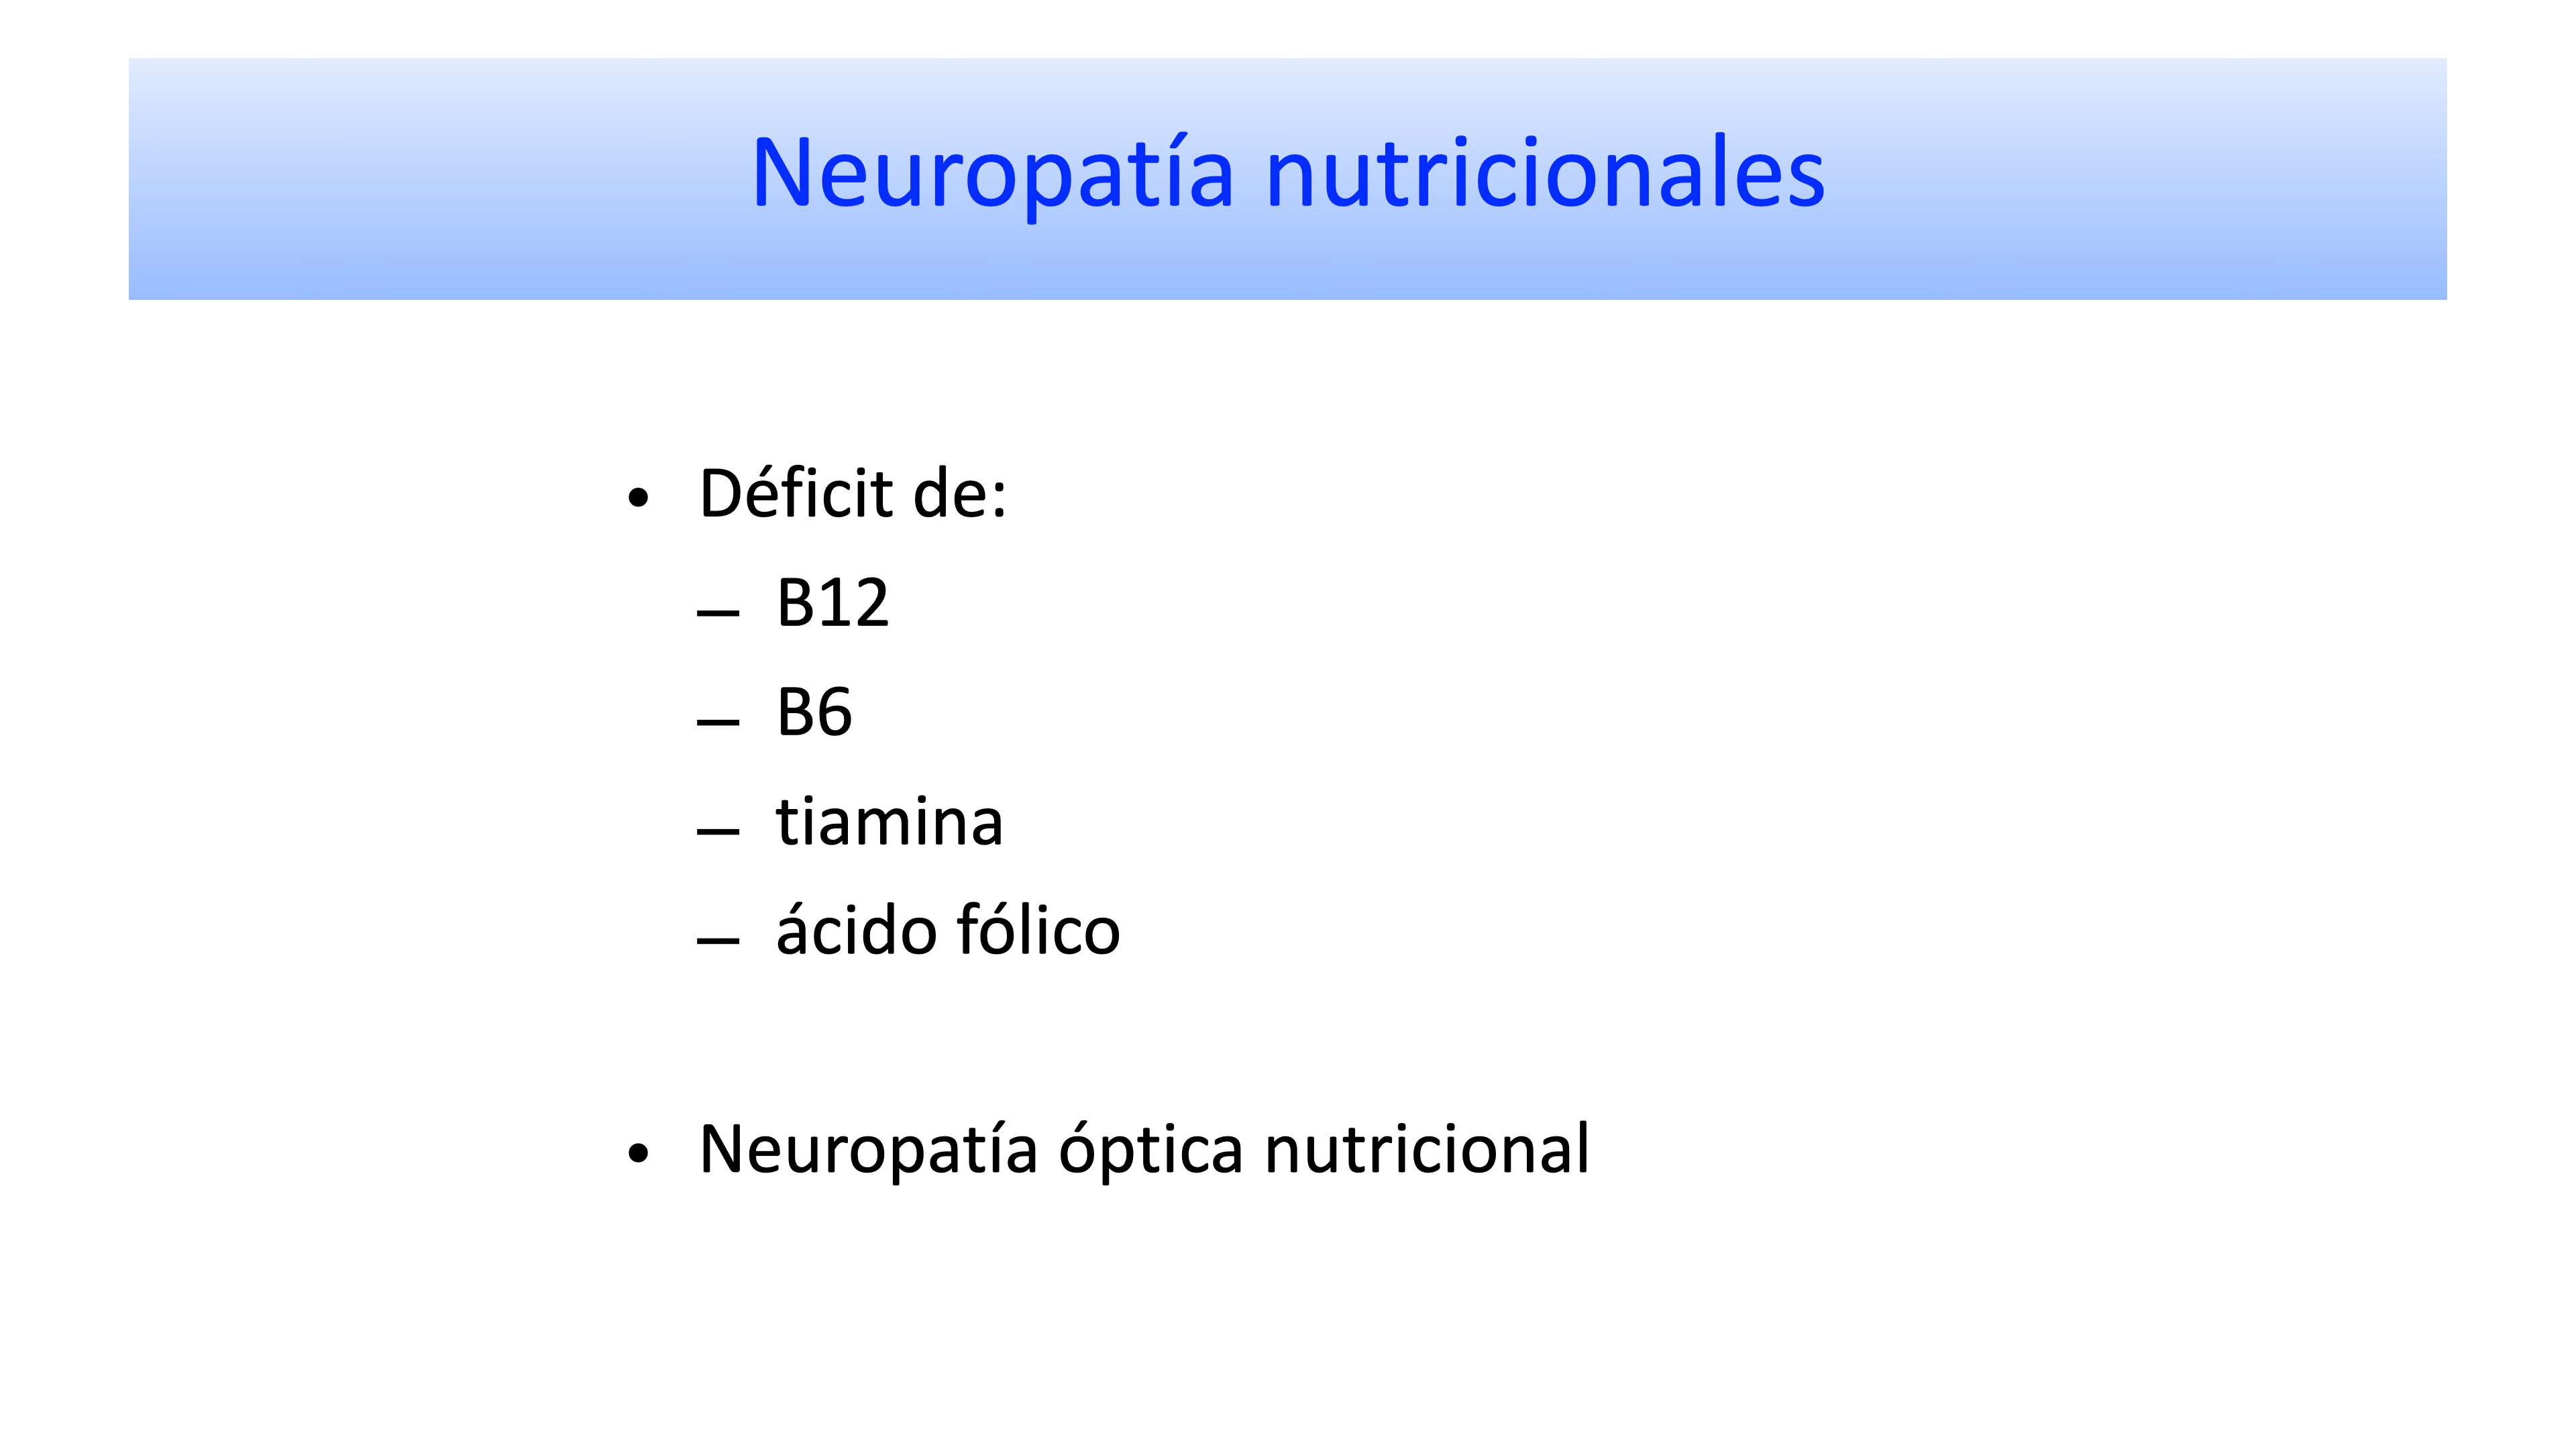 Neuropatía nutricionales
• Déficit de:
– B12
– B6
– tiamina
– ácido fólico
• Neuropatía óptica nutricional